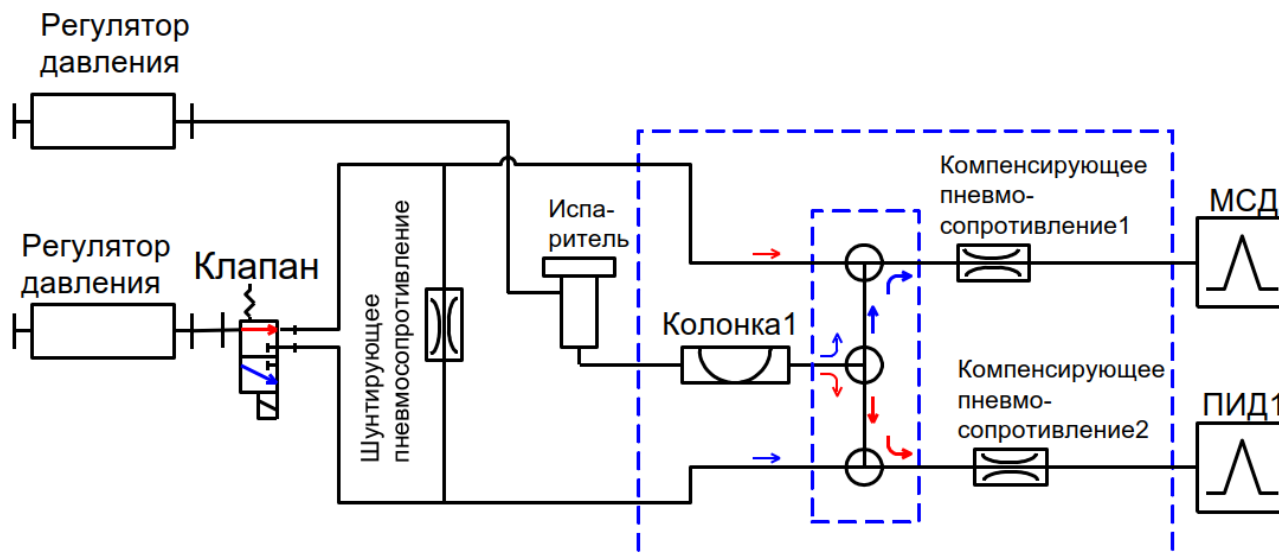 Регулятор
давления
Регулятор
давления
Клапан
Шунтирующее
пневмосопротивление
Испа-
ритель
Колонка1
Компенсирующее
пневмо-
сопротивление1
МСД
Компенсирующее
пневмо-
сопротивление2
ПИД1